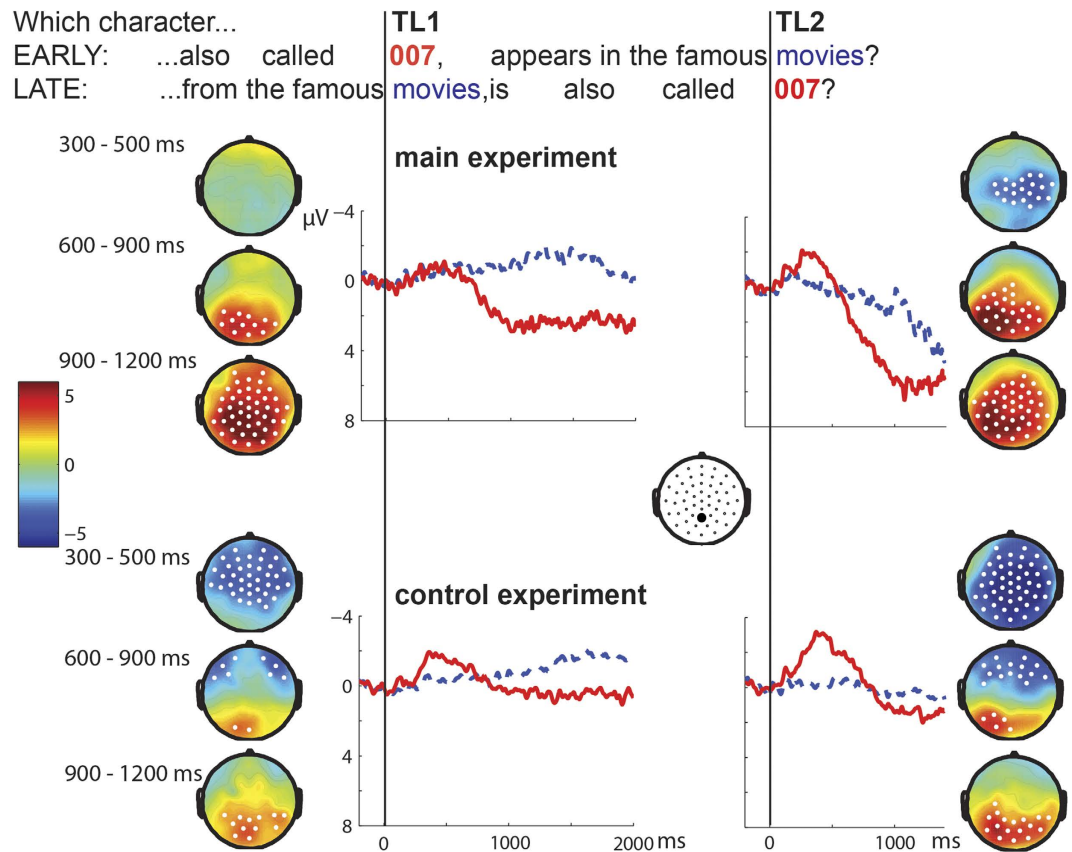 Which character... TL1 TL2
EARLY: ...also called 007, appears in the famous movies?
LATE: ...from the famous movies,is also called 007?
300 - 500 ms
main experiment
μV
−4
600 - 900 ms
0
4
900 - 1200 ms
8
5
0
−5
300 - 500 ms
control experiment
−4
600 - 900 ms
0
4
900 - 1200 ms
8
0 1000 2000 ms 0 1000 ms